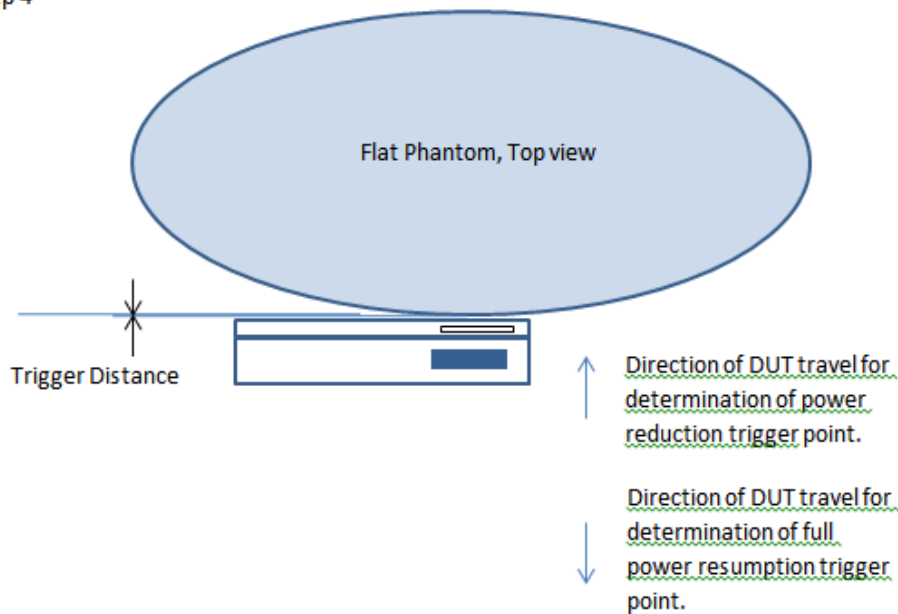 Flat Phantom, Top view
Trigger Distance
Direction of DUT travel for
determination of power
reduction trigger point.
Direction of DUT travel for
determination of full
power resumption trigger
point.